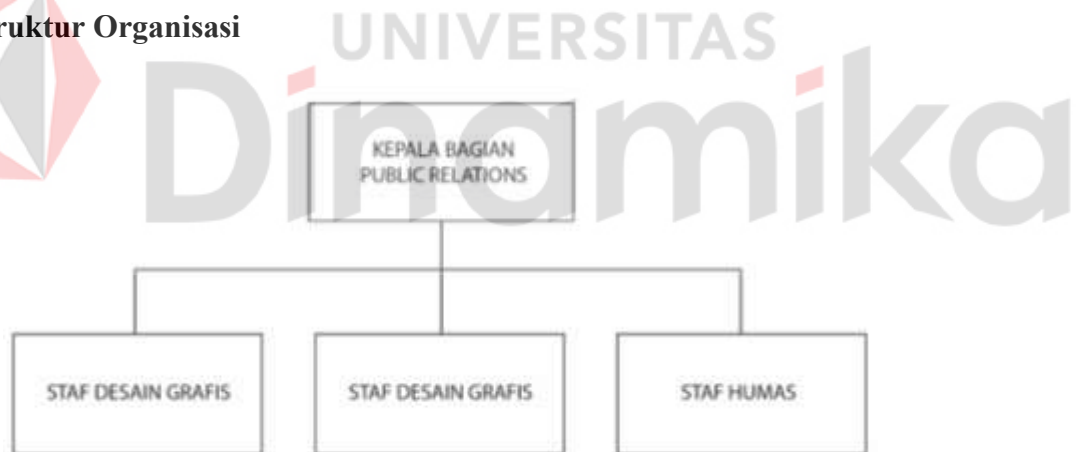 ruktur Organisasi
UNIVERSITAS
Dinamika
KEPALA BAGIAN
PUBLIC RELATIONS
STAF DESAIN GRAFIS
STAF DESAIN GRAFIS
STAF HUMAS